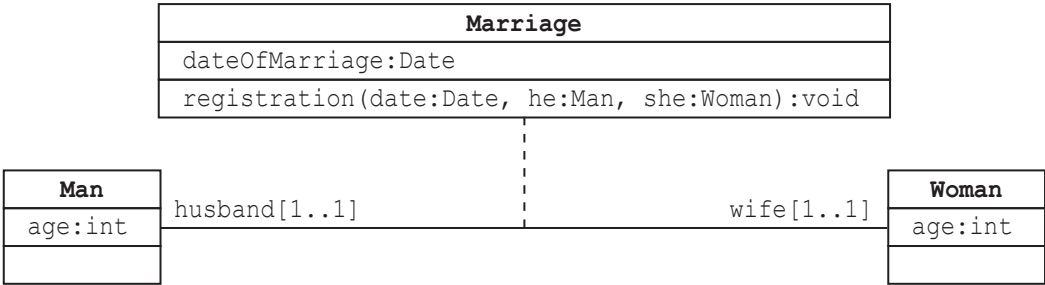 Marriage
dateOfMarriage:Date
registration(date:Date, he:Man, she:Woman):void
Man
age:int
husband[1..1]
wife[1..1]
Woman
age:int